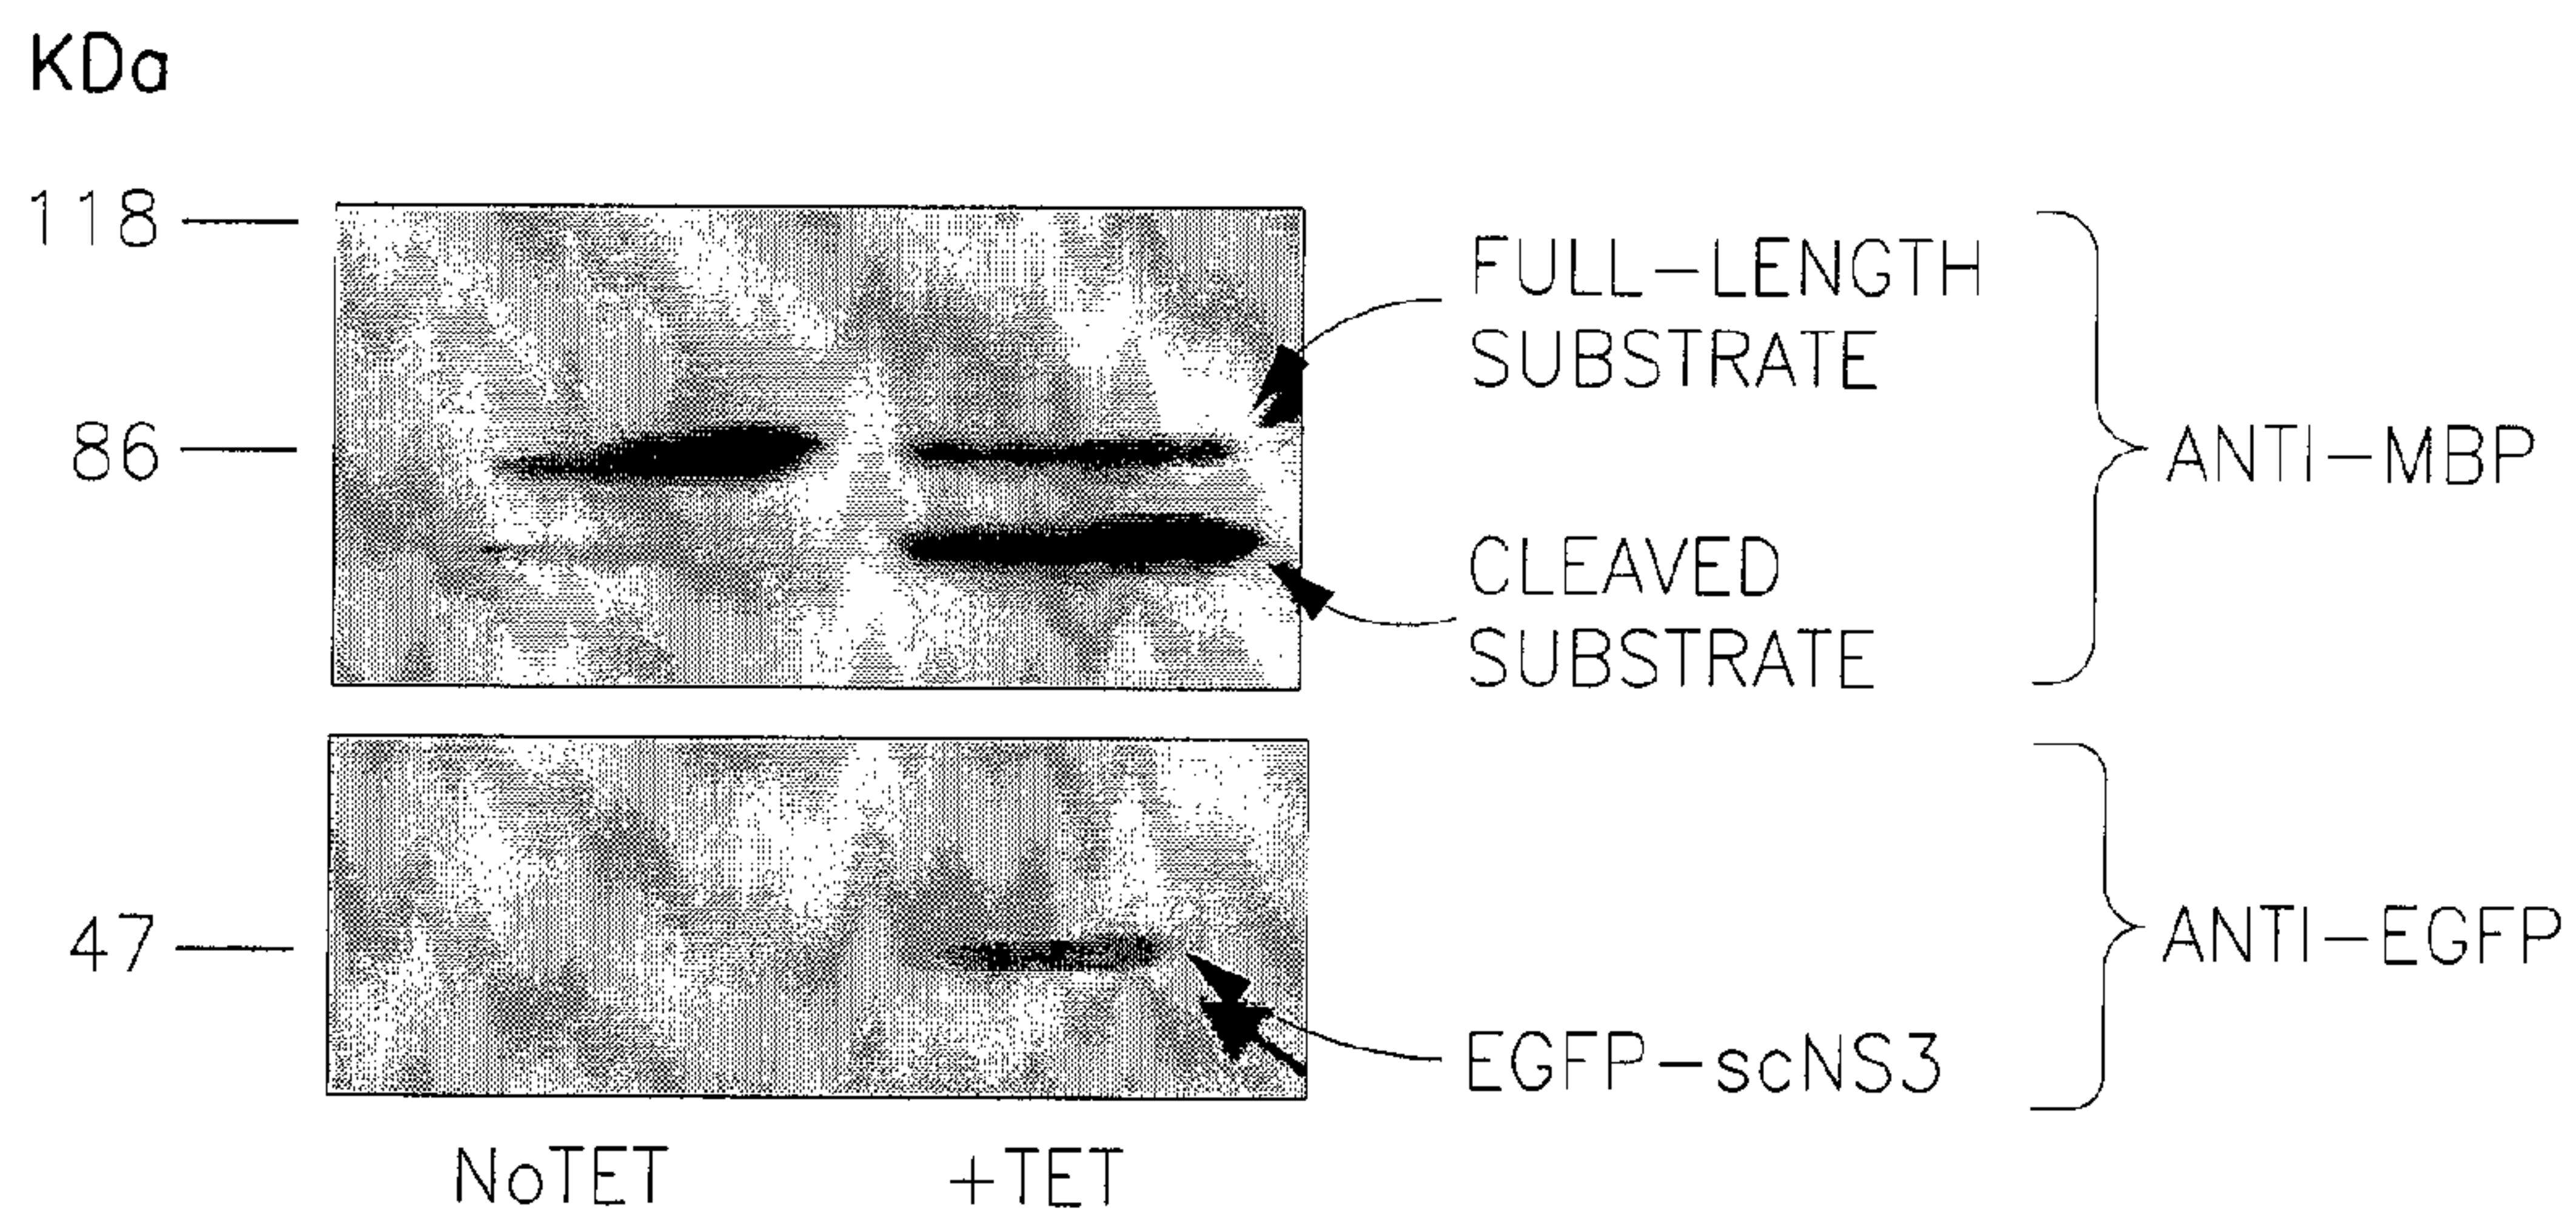 KDa
118
FULL-LENGTH
SUBSTRATE
86
ANTI-MBP
CLEAVED
SUBSTRATE
47
ANTI-EGFP
EGFP-scNS3
NoTET
+TET